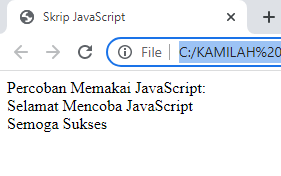 Skrip JavaScript
File C:/KAMILAH%20
Percoban Memakai JavaScript:
Selamat Mencoba JavaScript
Semoga Sukses